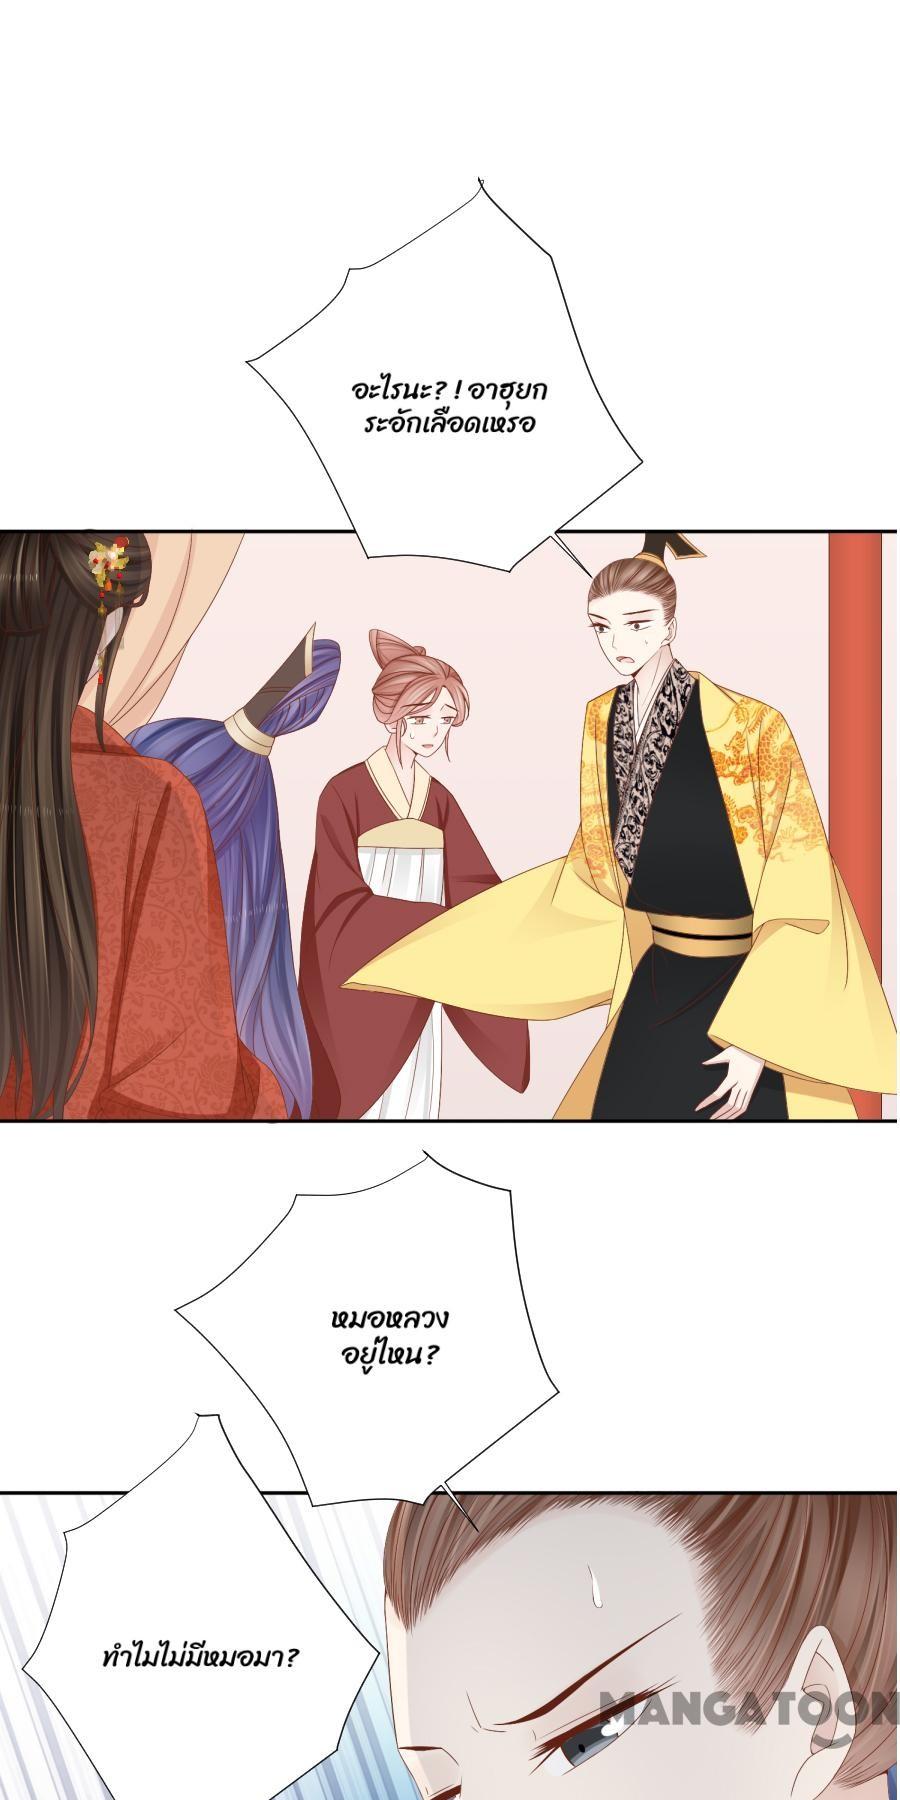 อะไรนะ?! อาฮุยก
ระอักเลือดเหรอ
หมอหลวง
อยู่ไหน?
ทำไมไม่มีหมอมา?
MANGATOON